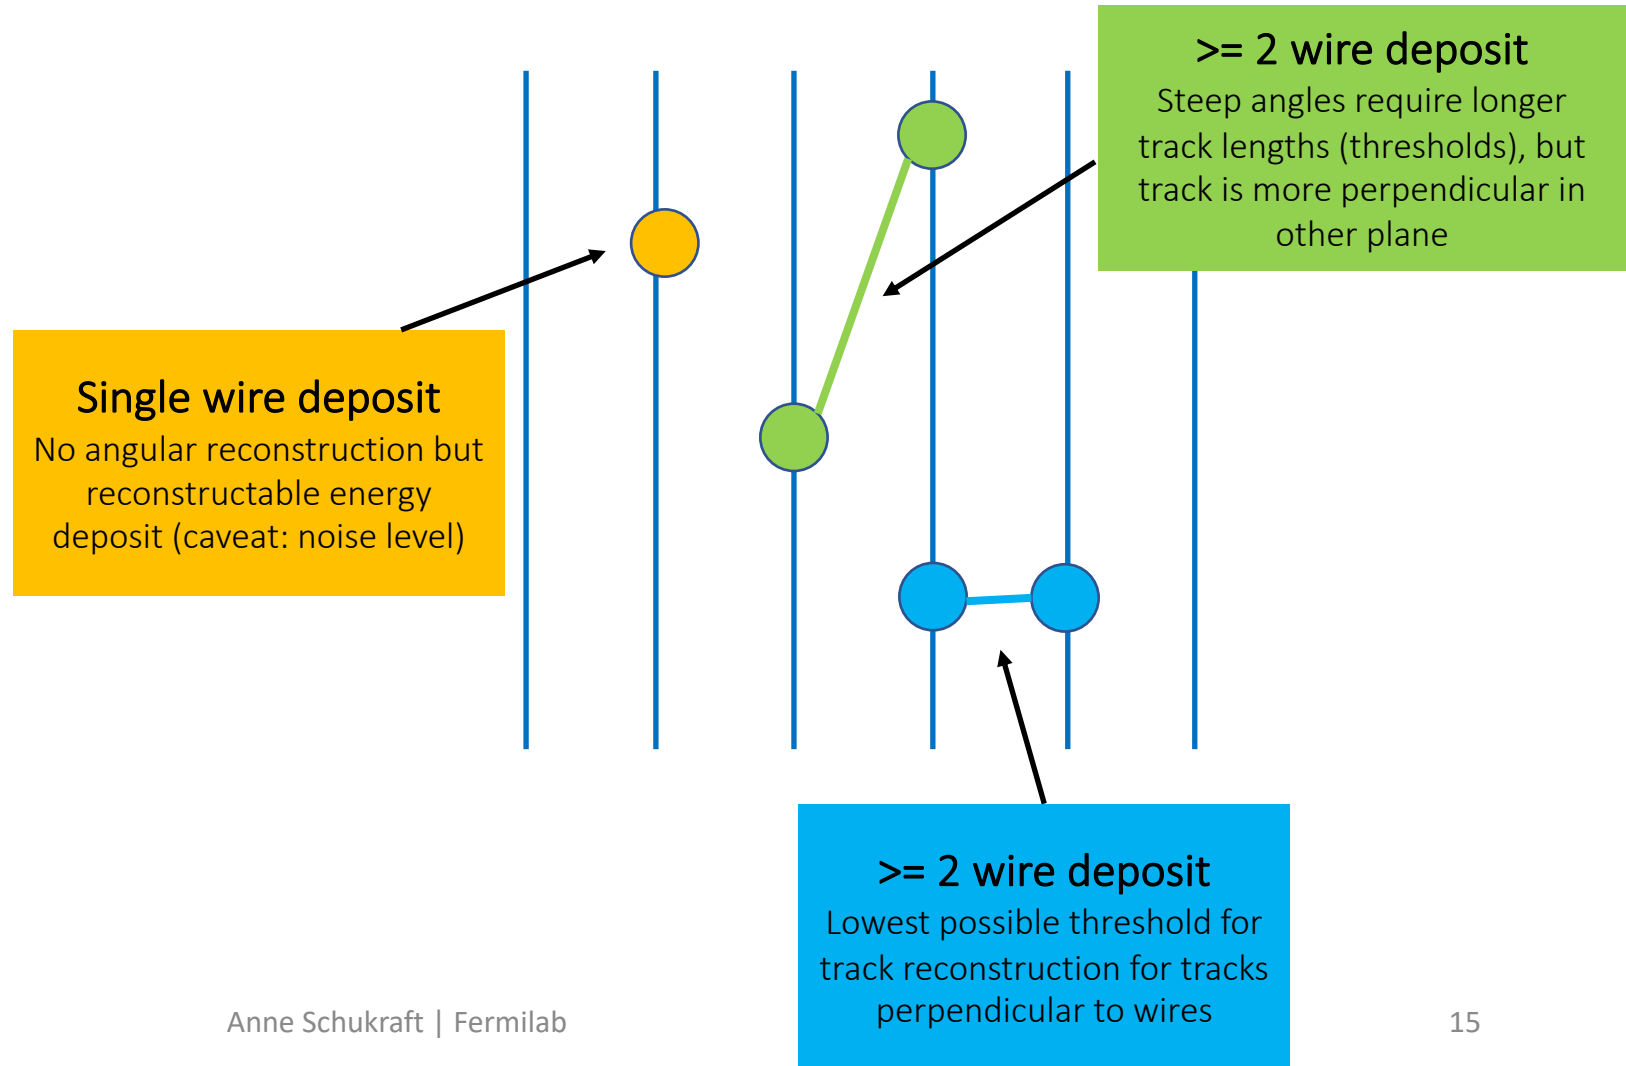 >= 2 wire deposit
Steep angles require longer
track lengths (thresholds), but
track is more perpendicular in
other plane
Single wire deposit
No angular reconstruction but
reconstructable energy
deposit (caveat: noise level)
>= 2 wire deposit
Lowest possible threshold for
track reconstruction for tracks
perpendicular to wires
Anne Schukraft | Fermilab
15